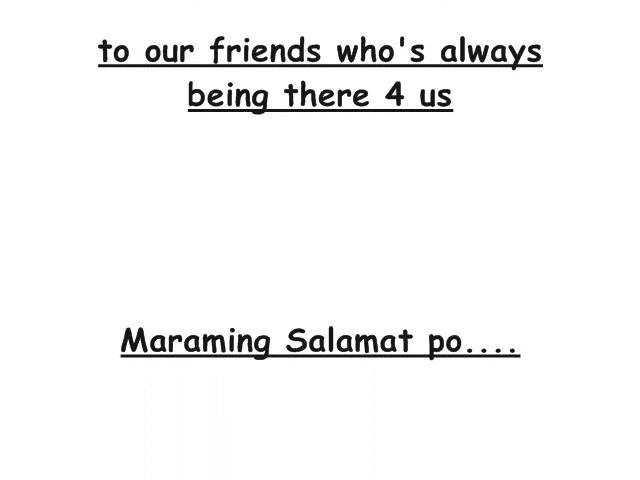 to our friends who's always
being there 4 us
Maraming Salamat po....